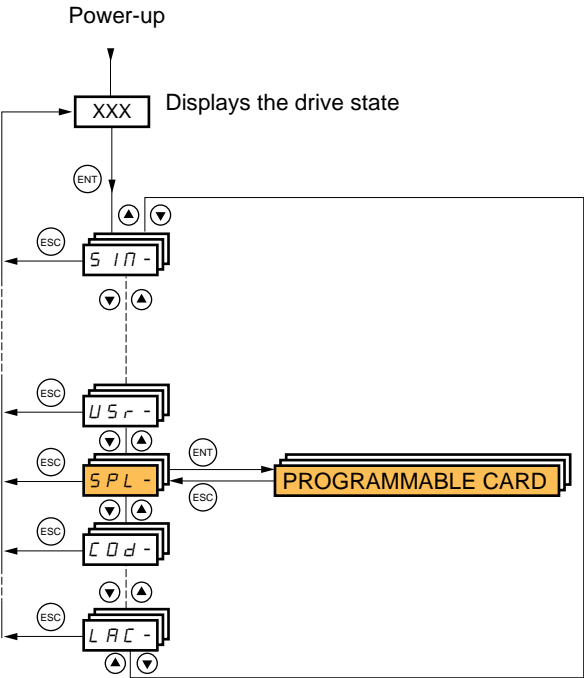 Power-up
XXX Displays the drive state
ENT
ESC
SIM-
ESC
USr-
ESC
ENT
SPL-
PROGRAMMABLE CARD
ESC
ESC
COd-
ESC
LAC-